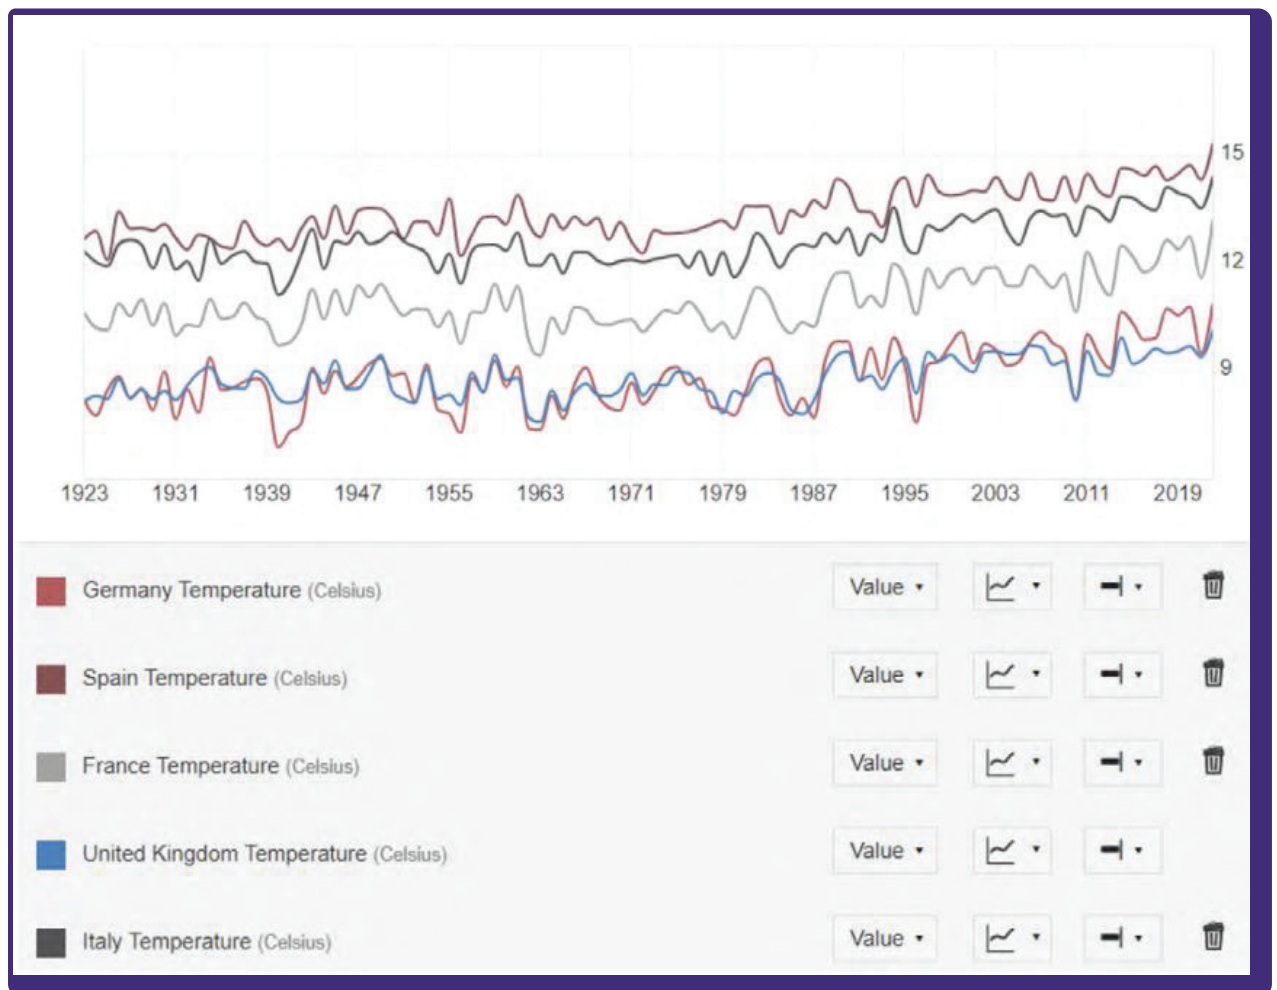 15
12
9
1923 1931 1939 1947 1955 1963 1971 1979 1987 1995 2003 2011 2019
Germany Temperature (Celsius) Value
Spain Temperature (Celsius) Value
France Temperature (Celsius) Value
United Kingdom Temperature (Celsius) Value
Italy Temperature (Celsius) Value